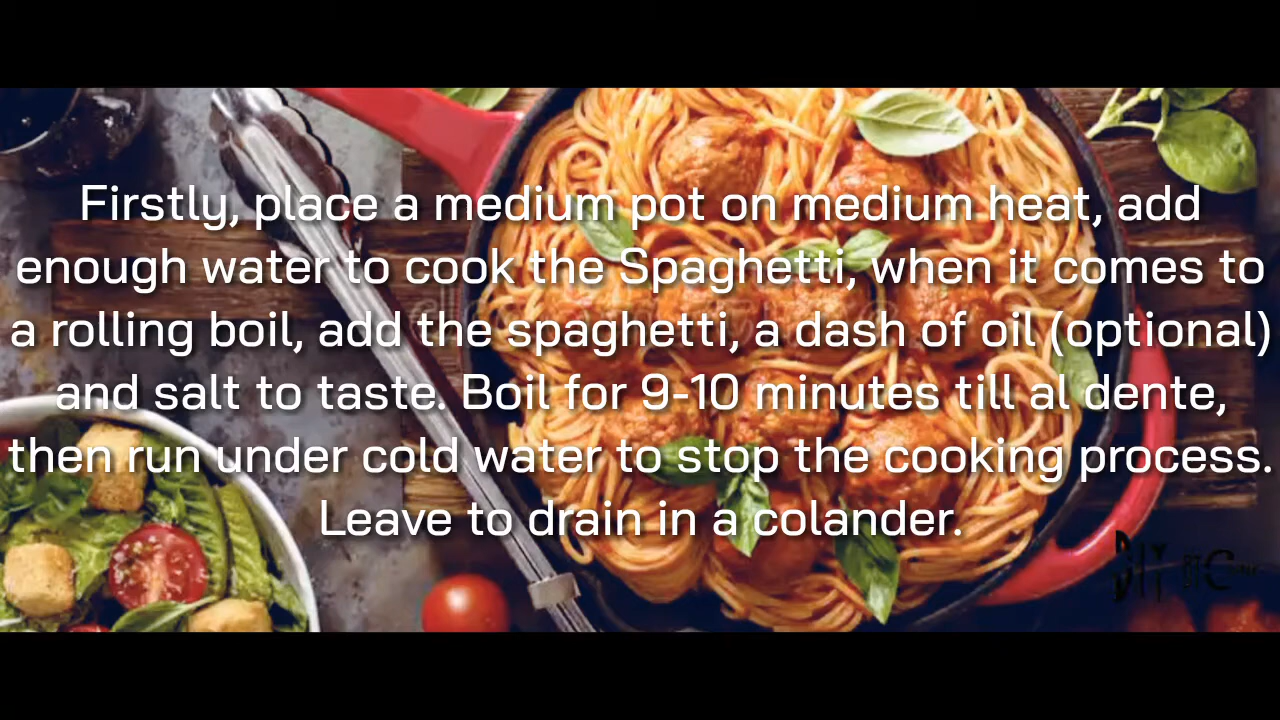 Firstly, place a medium pot on medium heat, add
enough water to cook the Spaghetti, when it comes to
a rolling boil, add the spaghetti, a dash of oil (optional)
and salt to taste. Boil for 9-10 minutes till al dente,
then run under cold water to stop the cooking process.
Leave to drain in a colander.
DIY